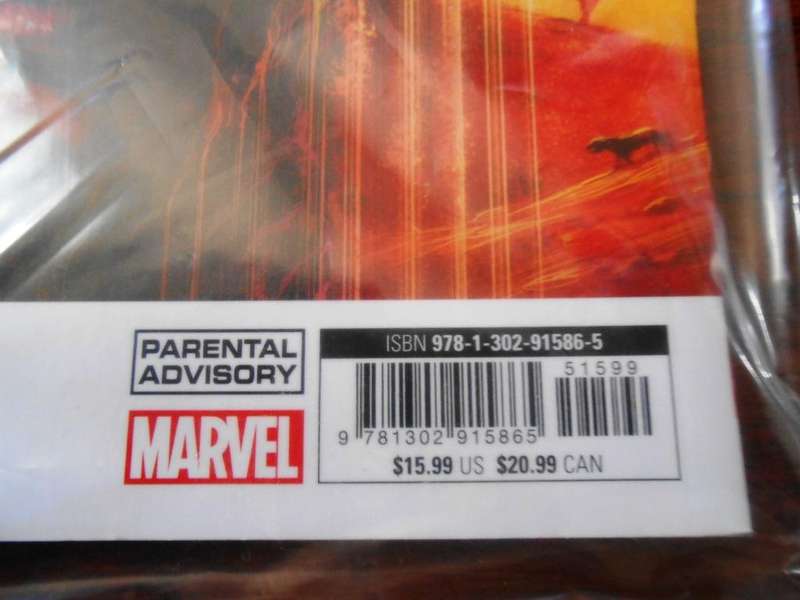 PARENTAL
ADVISORY
MARVEL
ISBN 978-1-302-91586-5
51599
9 781302 915865
$15.99 US $20.99 CAN